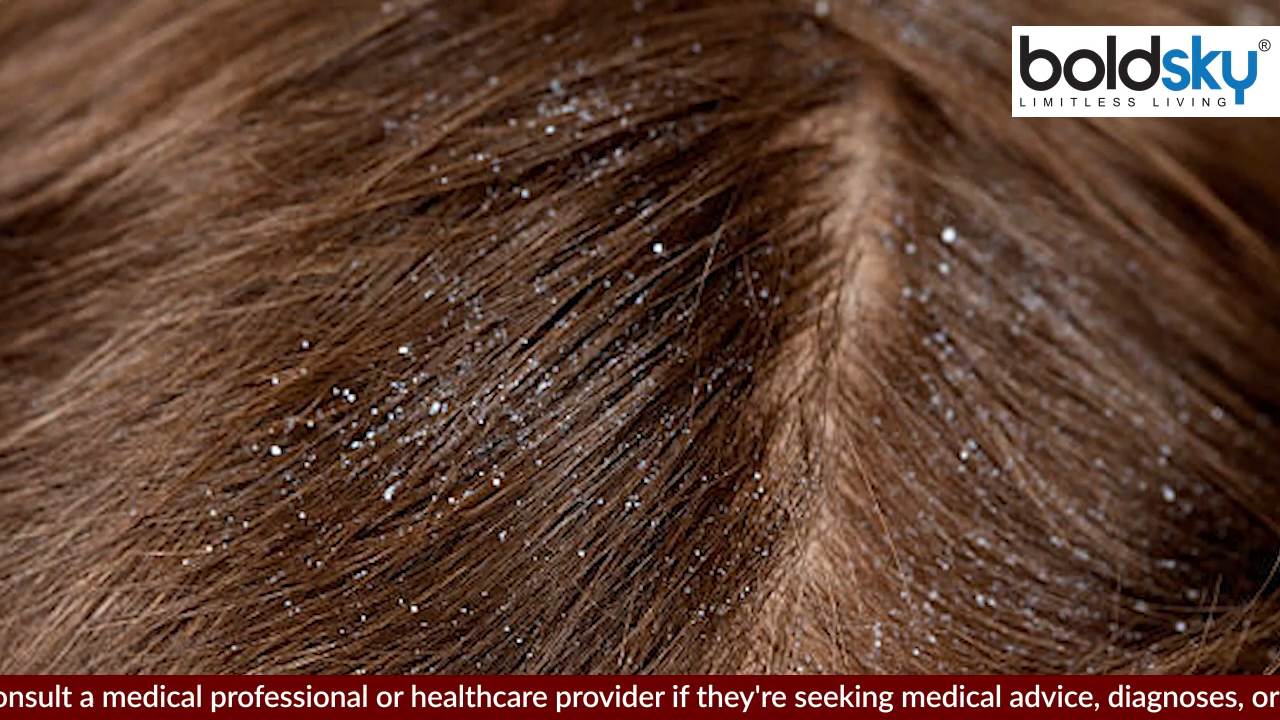 boldsky®
LIMITLESS LIVING
onsult a medical professional or healthcare provider if they're seeking medical advice, diagnoses, or